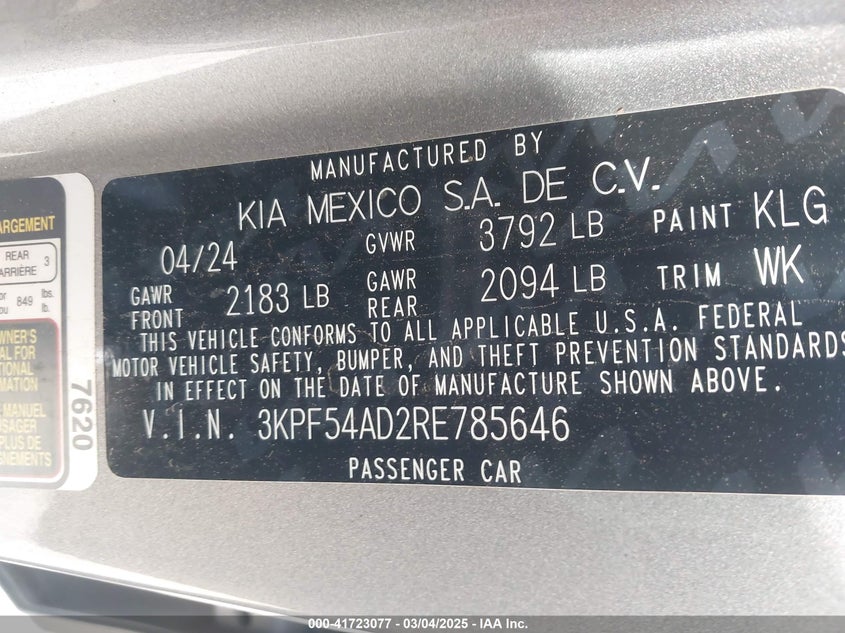 MANUFACTURED BY
KIA MEXICO S.A. DE C.V.
04/24 GVWR 3792 LB PAINT KLG
GAWR FRONT 2183 LB GAWR REAR 2094 LB TRIM WK
THIS VEHICLE CONFORMS TO ALL APPLICABLE U.S.A. FEDERAL
MOTOR VEHICLE SAFETY, BUMPER, AND THEFT PREVENTION STANDARDS
IN EFFECT ON THE DATE OF MANUFACTURE SHOWN ABOVE.
V.I.N. 3KPF54AD2RE785646
PASSENGER CAR
REAR 3
849 lbs.
lb.
7620
000-41723077 - 03/04/2025 - IAA Inc.